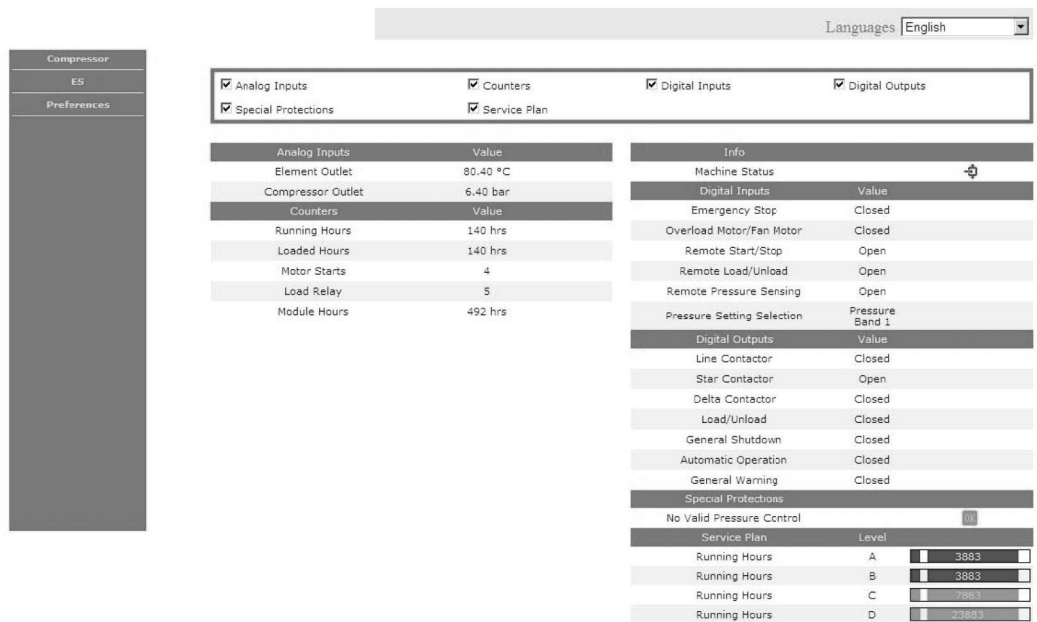 Languages English
Compressor
ES
Preferences
Analog Inputs Counters Digital Inputs Digital Outputs
Special Protections Service Plan
Analog Inputs Value
Element Outlet 80.40 °C
Compressor Outlet 6.40 bar
Counters Value
Running Hours 140 hrs
Loaded Hours 140 hrs
Motor Starts 4
Load Relay 5
Module Hours 492 hrs
Info
Machine Status
Digital Inputs Value
Emergency Stop Closed
Overload Motor/Fan Motor Closed
Remote Start/Stop Open
Remote Load/Unload Open
Remote Pressure Sensing Open
Pressure Setting Selection Pressure
Band 1
Digital Outputs Value
Line Contactor Closed
Star Contactor Open
Delta Contactor Closed
Load/Unload Closed
General Shutdown Closed
Automatic Operation Closed
General Warning Closed
Special Protections
No Valid Pressure Control OK
Service Plan Level
Running Hours A 3883
Running Hours B 3883
Running Hours C 7883
Running Hours D 23883